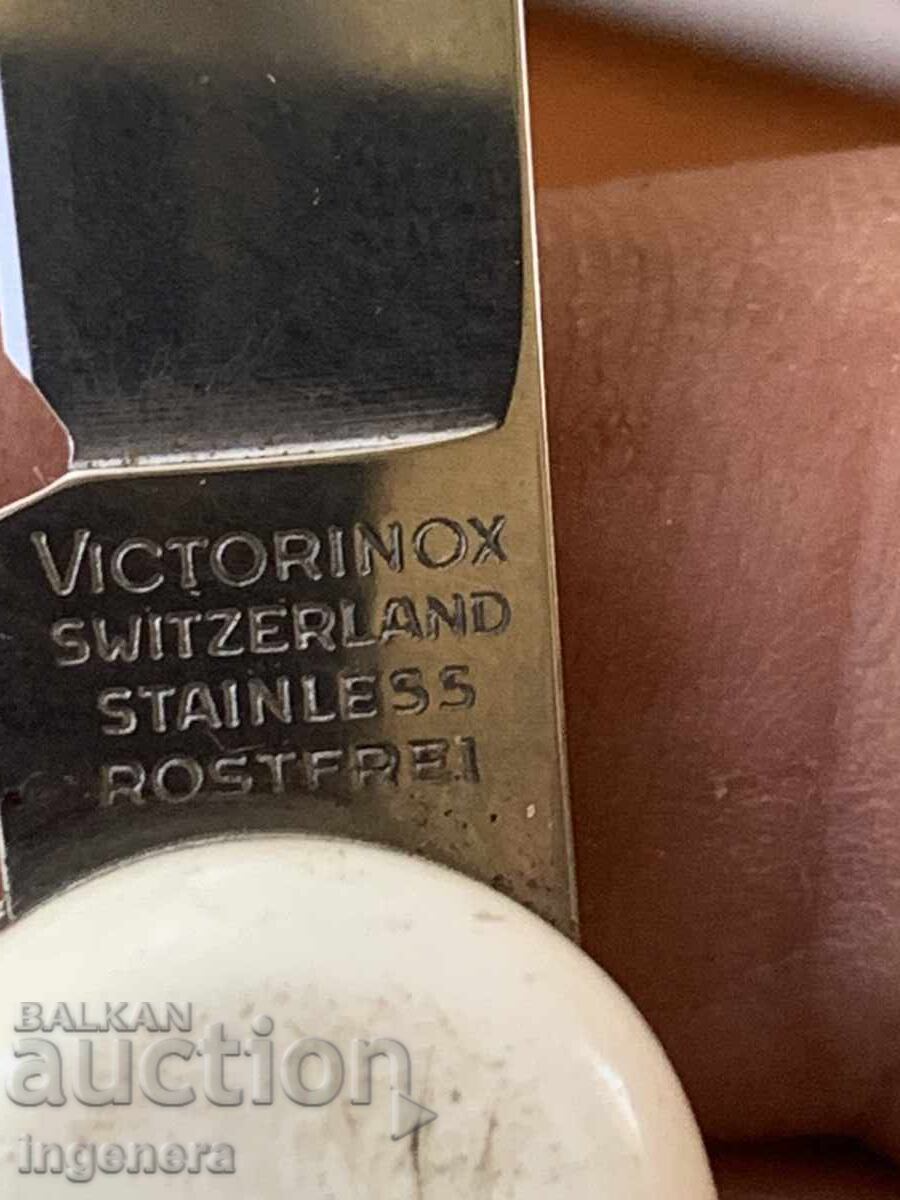 VICTORINOX
SWITZERLAND
STAINLESS
ROSTFREI
BALKAN
auction
ingenera